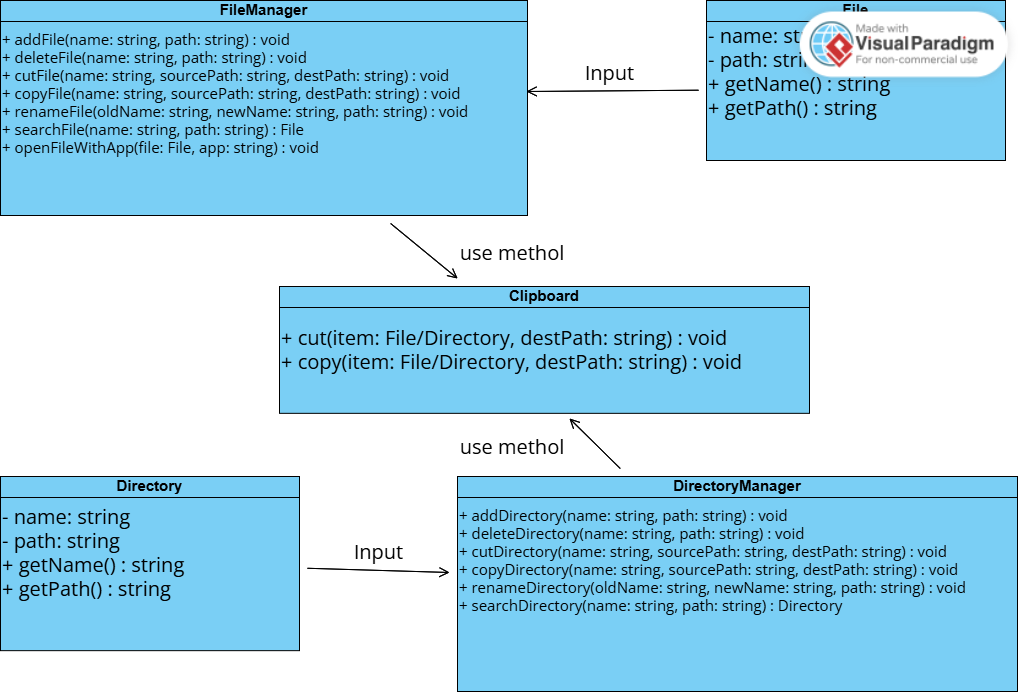 FileManager
+ addFile(name: string, path: string) : void
+ deleteFile(name: string, path: string) : void
+ cutFile(name: string, sourcePath: string, destPath: string) : void
+ copyFile(name: string, sourcePath: string, destPath: string) : void
+ renameFile(oldName: string, newName: string, path: string) : void
+ searchFile(name: string, path: string) : File
+ openFileWithApp(file: File, app: string) : void
Input
File
- name:
- path:
+ getName() : string
+ getPath() : string
Made with
VisualParadigm
For non-commercial use
use methol
Clipboard
+ cut(item: File/Directory, destPath: string) : void
+ copy(item: File/Directory, destPath: string) : void
use methol
Directory
- name: string
- path: string
+ getName() : string
+ getPath() : string
Input
DirectoryManager
+ addDirectory(name: string, path: string) : void
+ deleteDirectory(name: string, path: string) : void
+ cutDirectory(name: string, sourcePath: string, destPath: string) : void
+ copyDirectory(name: string, sourcePath: string, destPath: string) : void
+ renameDirectory(oldName: string, newName: string, path: string) : void
+ searchDirectory(name: string, path: string) : Directory